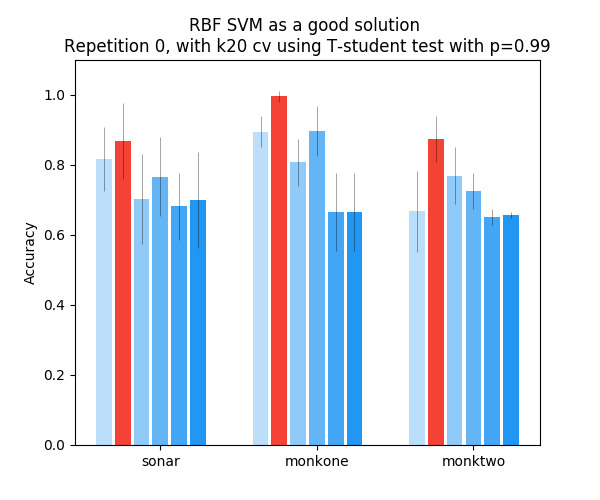 RBF SVM as a good solution
Repetition 0, with k20 cv using T-student test with p=0.99
1.0
0.8
0.6
0.4
0.2
0.0
Accuracy
sonar
monkone
monktwo